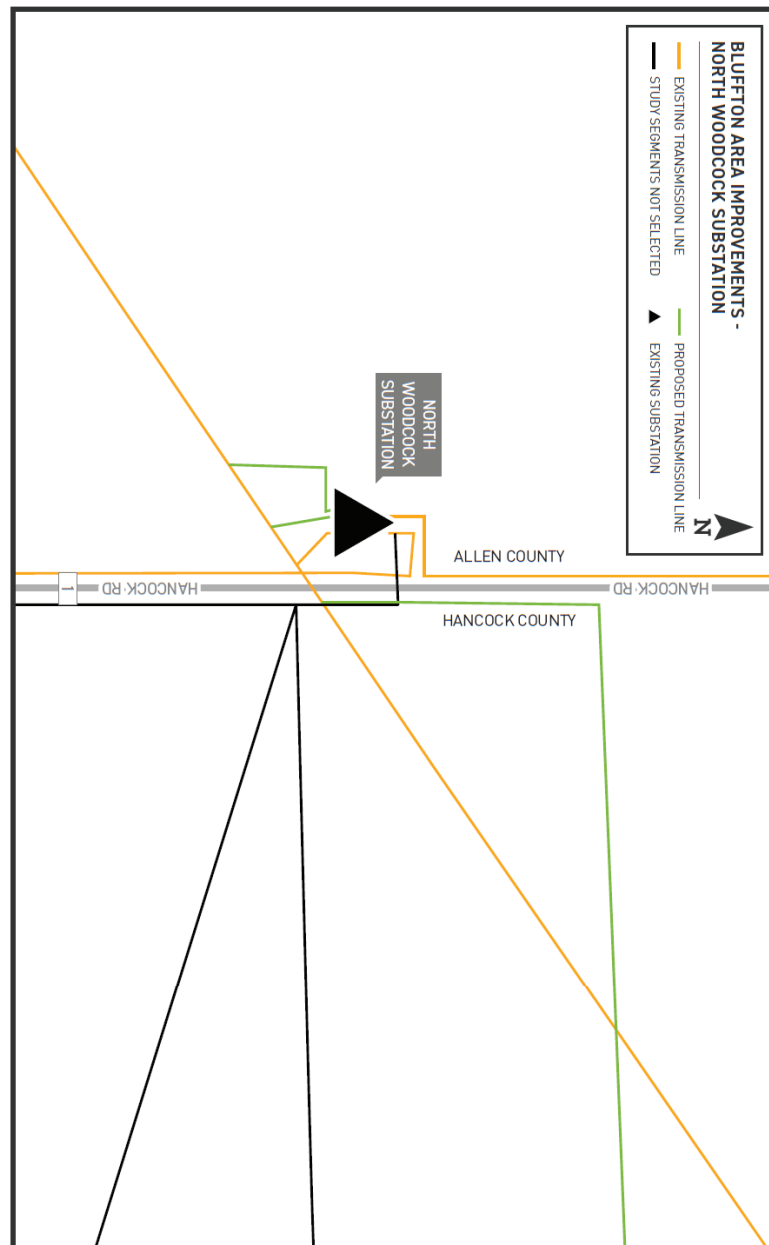 BLUFFTON AREA IMPROVEMENTS -
NORTH WOODCOCK SUBSTATION
EXISTING TRANSMISSION LINE
PROPOSED TRANSMISSION LINE
STUDY SEGMENTS NOT SELECTED
EXISTING SUBSTATION
N
NORTH
WOODCOCK
SUBSTATION
ALLEN COUNTY
HANCOCK RD
1
HANCOCK RD
HANCOCK COUNTY